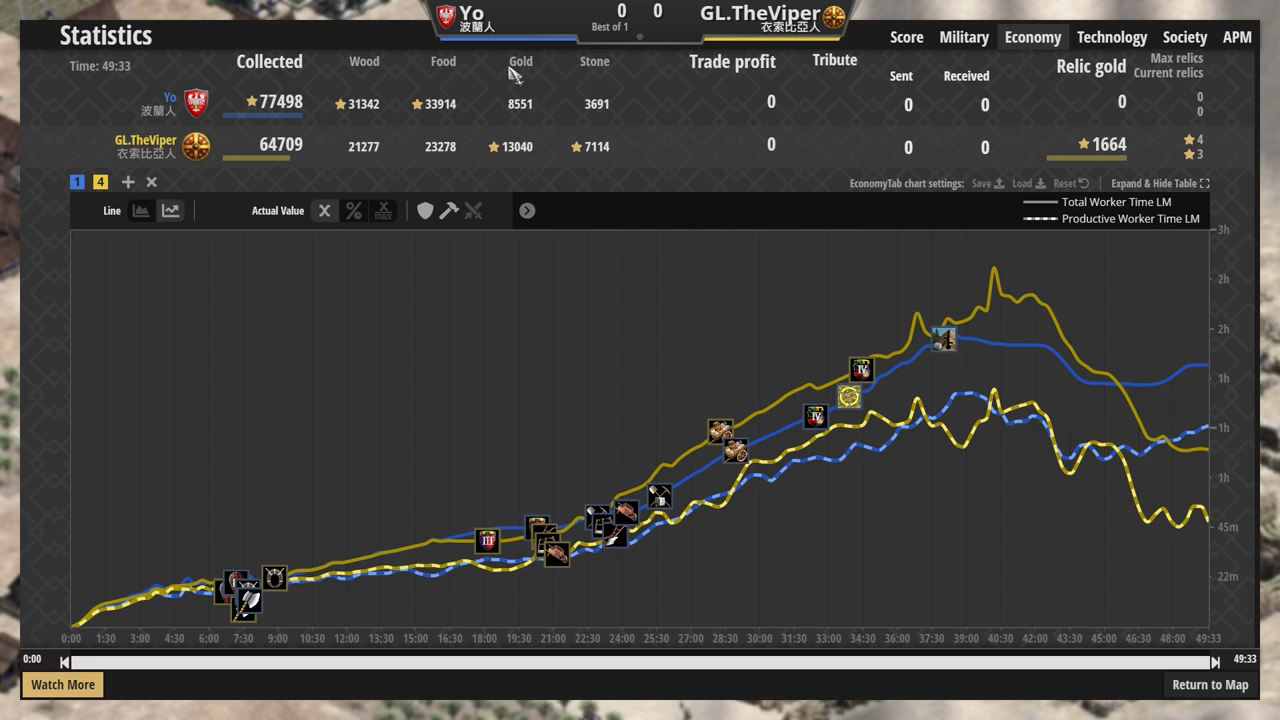 Yo 0 0 GL.TheViper
波蘭人 Best of 1 衣索比亞人
Statistics
Score Military Economy Technology Society APM
Time: 49:33
Collected Wood Food Gold Stone Trade profit Tribute Sent Received Relic gold Max relics
Current relics
Yo
波蘭人
77498 31342 33914 8551 3691 0 0 0 0 0
0
GL.TheViper
衣索比亞人
64709 21277 23278 13040 7114 0 0 0 1664 4
3
1 4 + × EconomyTab chart settings: Save Load Reset Expand & Hide Table
Line Actual Value X % X/max
Total Worker Time LM
Productive Worker Time LM
3h
2h
2h
1h
1h
1h
45m
22m
III
IV
IV
0:00 1:30 3:00 4:30 6:00 7:30 9:00 10:30 12:00 13:30 15:00 16:30 18:00 19:30 21:00 22:30 24:00 25:30 27:00 28:30 30:00 31:30 33:00 34:30 36:00 37:30 39:00 40:30 42:00 43:30 45:00 46:30 48:00 49:33
0:00 49:33
Watch More Return to Map